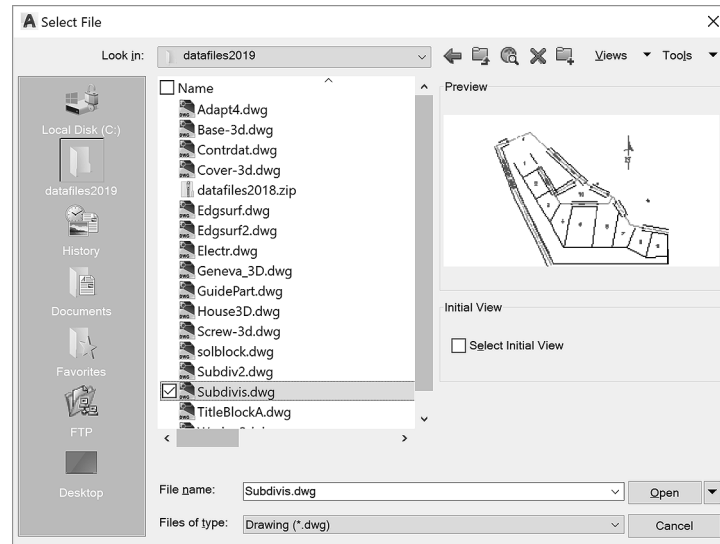 Select File
Look in:
datafiles2019
Views
Tools
Local Disk (C:)
datafiles2019
History
Documents
Favorites
FTP
Desktop
Name
Adapt4.dwg
Base-3d.dwg
Contrdat.dwg
Cover-3d.dwg
datafiles2018.zip
Edgsurf.dwg
Edgsurf2.dwg
Electr.dwg
Geneva_3D.dwg
GuidePart.dwg
House3D.dwg
Screw-3d.dwg
solblock.dwg
Subdiv2.dwg
Subdivis.dwg
TitleBlockA.dwg
Preview
Initial View
Select Initial View
File name:
Subdivis.dwg
Open
Files of type:
Drawing (*.dwg)
Cancel